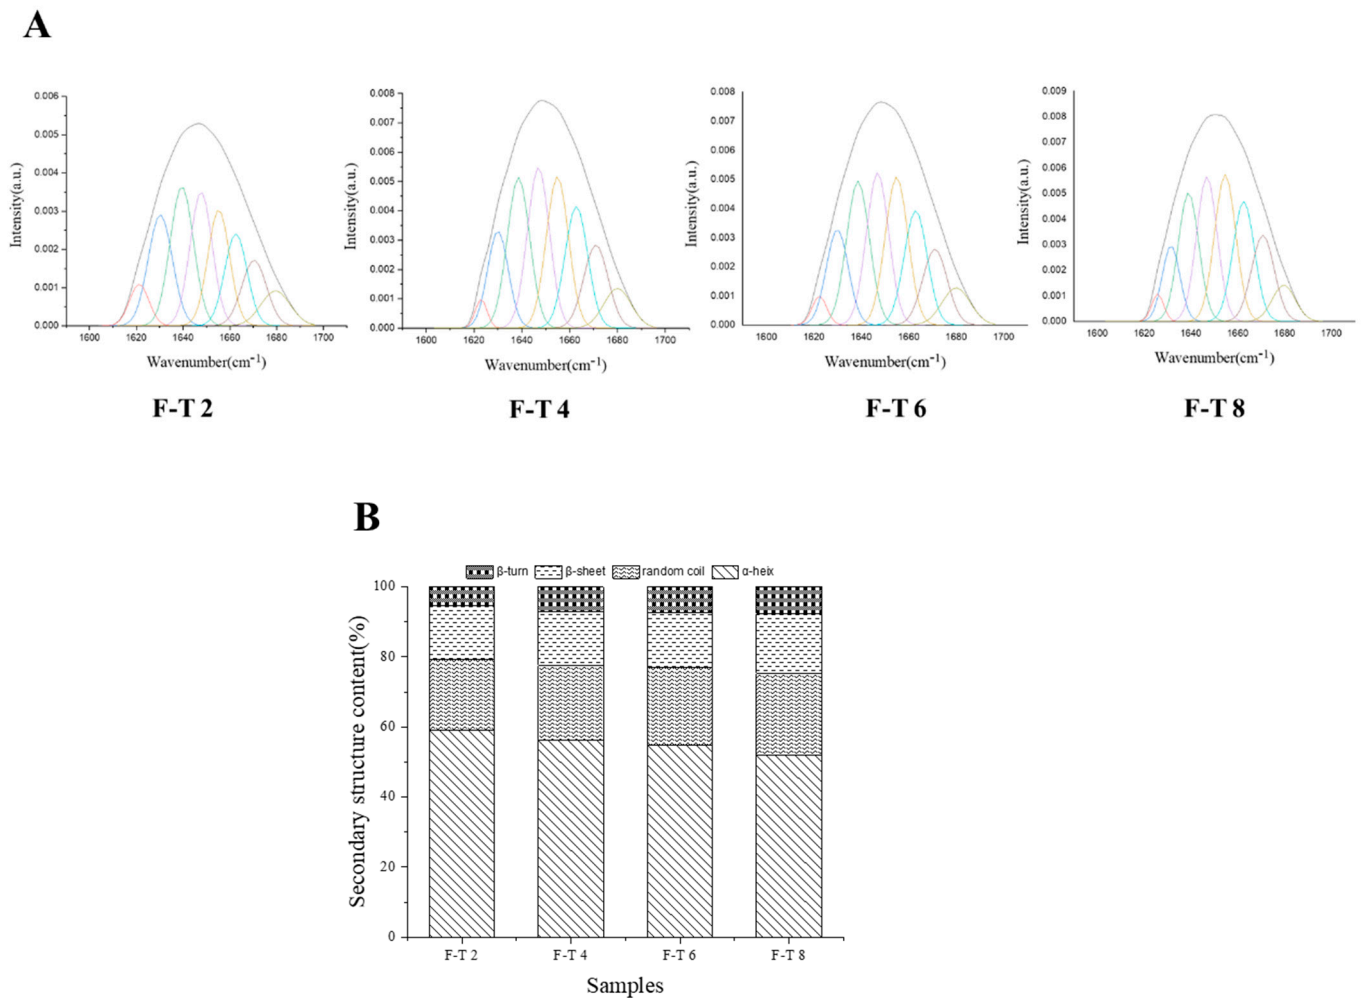 A
0.006
0.005
0.004
0.003
0.002
0.001
0.000
Intensity(a.u.)
1600 1620 1640 1660 1680 1700
Wavenumber(cm⁻¹)
F-T 2
0.008
0.007
0.006
0.005
0.004
0.003
0.002
0.001
0.000
Intensity(a.u.)
1600 1620 1640 1660 1680 1700
Wavenumber(cm⁻¹)
F-T 4
0.008
0.007
0.006
0.005
0.004
0.003
0.002
0.001
0.000
Intensity(a.u.)
1600 1620 1640 1660 1680 1700
Wavenumber(cm⁻¹)
F-T 6
0.009
0.008
0.007
0.006
0.005
0.004
0.003
0.002
0.001
0.000
Intensity(a.u.)
1600 1620 1640 1660 1680 1700
Wavenumber(cm⁻¹)
F-T 8
B
β-turn β-sheet random coil α-heix
100
80
60
40
20
0
Secondary structure content(%)
F-T 2 F-T 4 F-T 6 F-T 8
Samples